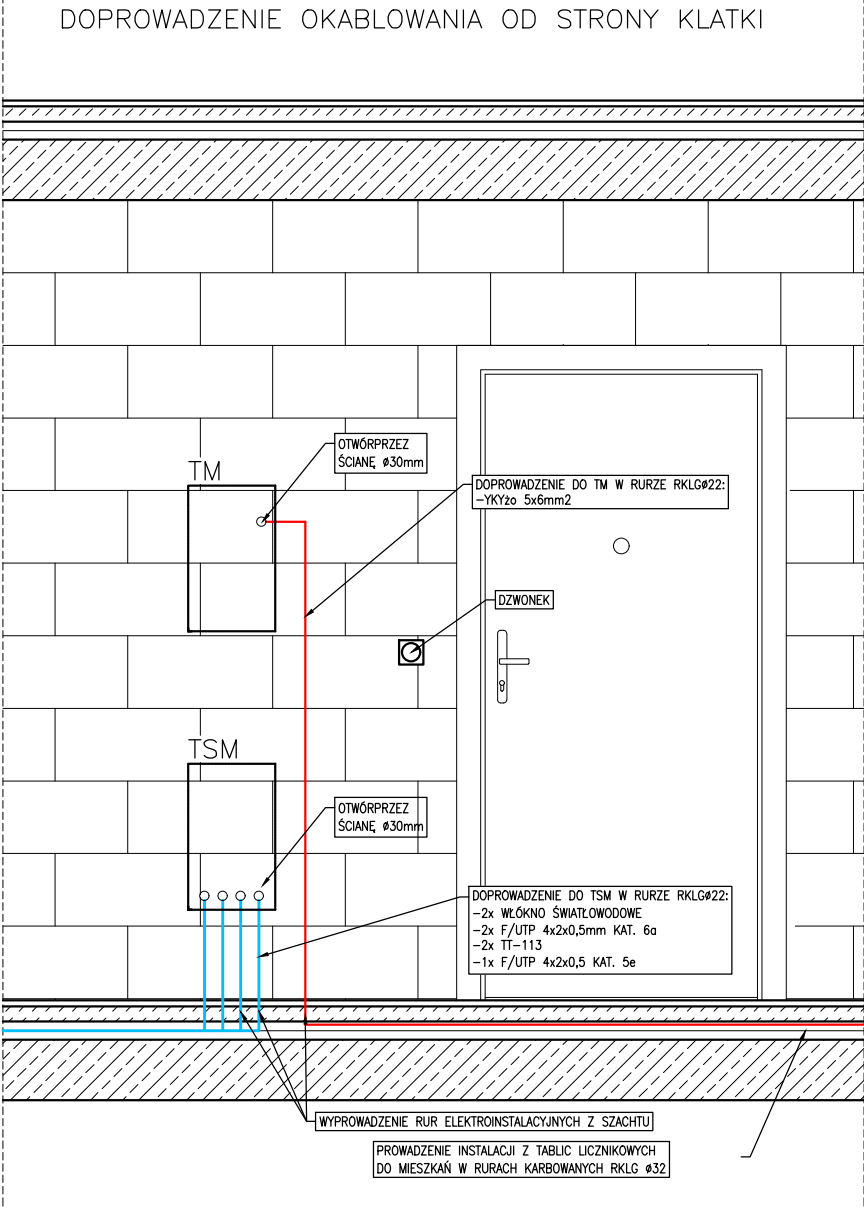 DOPROWADZENIE OKABLOWANIA OD STRONY KLATKI
OTWÓRPRZEZ
ŚCIANĘ ø30mm
TM
DOPROWADZENIE DO TM W RURZE RKLGø22:
-YKYżo 5x6mm2
DZWONEK
TSM
OTWÓRPRZEZ
ŚCIANĘ ø30mm
DOPROWADZENIE DO TSM W RURZE RKLGø22:
-2x WŁÓKNO ŚWIATŁOWODOWE
-2x F/UTP 4x2x0,5mm KAT. 6a
-2x TT-113
-1x F/UTP 4x2x0,5 KAT. 5e
WYPROWADZENIE RUR ELEKTROINSTALACYJNYCH Z SZACHTU
PROWADZENIE INSTALACJI Z TABLIC LICZNIKOWYCH
DO MIESZKAŃ W RURACH KARBOWANYCH RKLG ø32